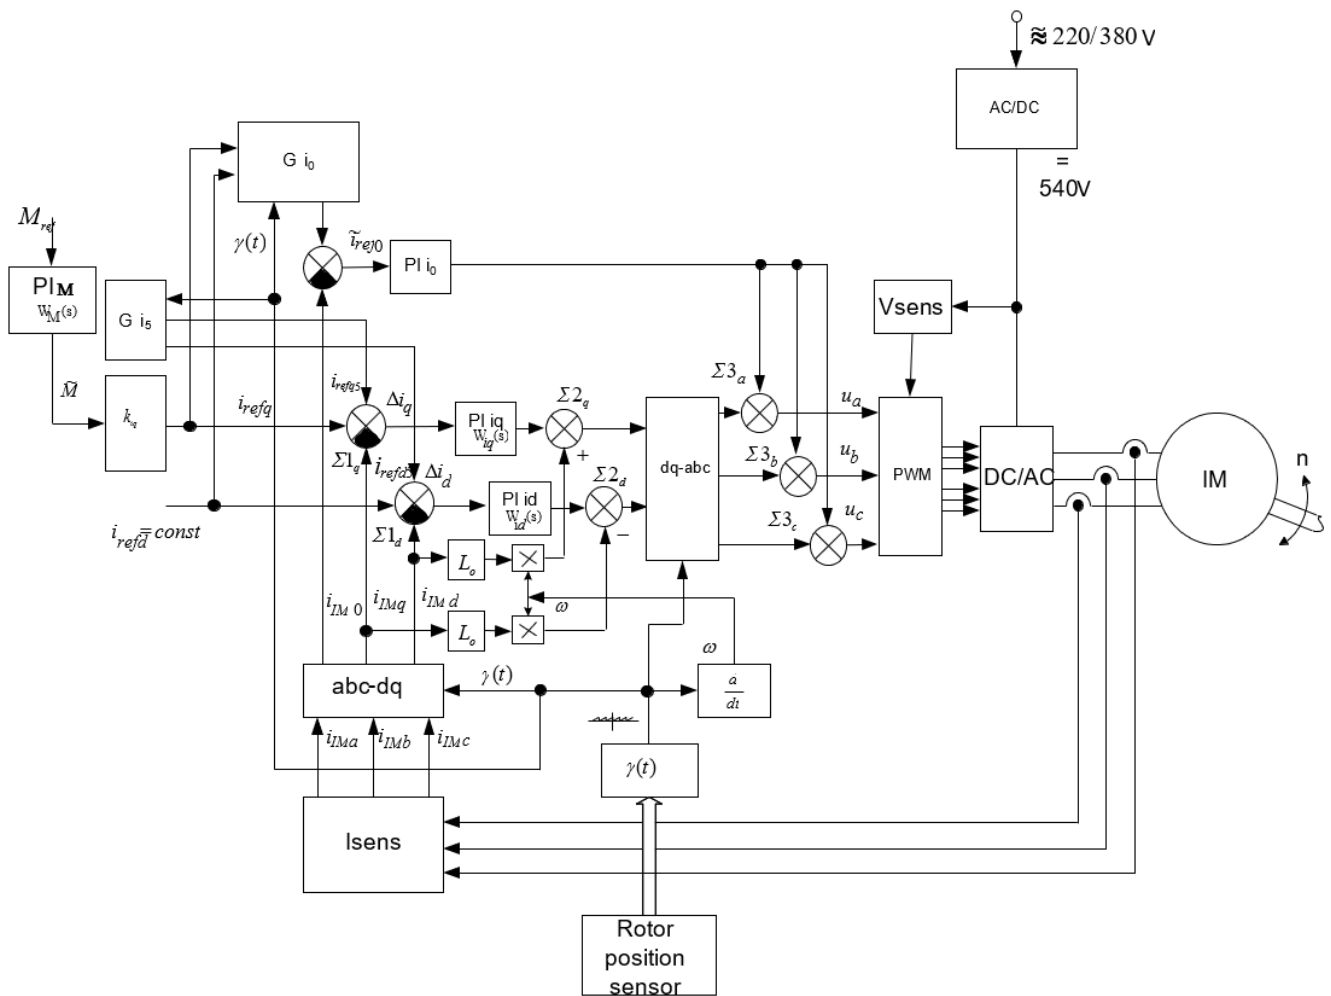 ≈ 220/380 V
AC/DC
=
540V
G i0
Mref
γ(t)
ĩref0
PI i0
PIM
WM(s)
G i5
Vsens
M̃
kiq
irefq
irefq5
Δiq
PI iq
Wiq(s)
Σ2q
+
Σ3a
ua
dq-abc
Σ3b
ub
PWM
DC/AC
IM
n
Σ1q
irefd5
Δid
PI id
Wid(s)
Σ2d
−
Σ3c
uc
irefd=const
Σ1d
Lo
×
iIM0
iIMq
iIMd
ω
Lo
×
ω
abc-dq
γ(t)
d
dt
iIMa
iIMb
iIMc
γ(t)
Isens
Rotor
position
sensor